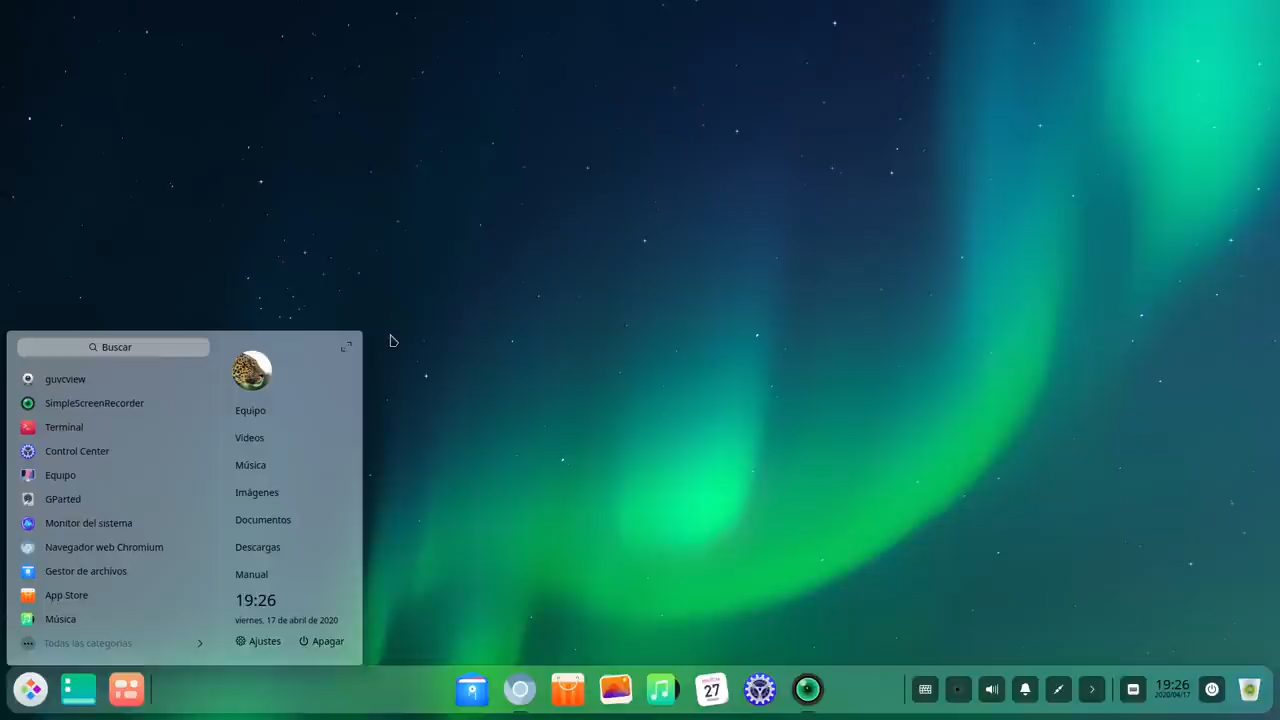 Buscar
guvcview
SimpleScreenRecorder
Terminal
Control Center
Equipo
GParted
Monitor del sistema
Navegador web Chromium
Gestor de archivos
App Store
Música
Todas las categorías
Equipo
Vídeos
Música
Imágenes
Documentos
Descargas
Manual
19:26
viernes, 17 de abril de 2020
Ajustes
Apagar
27
19:26
2020/04/17